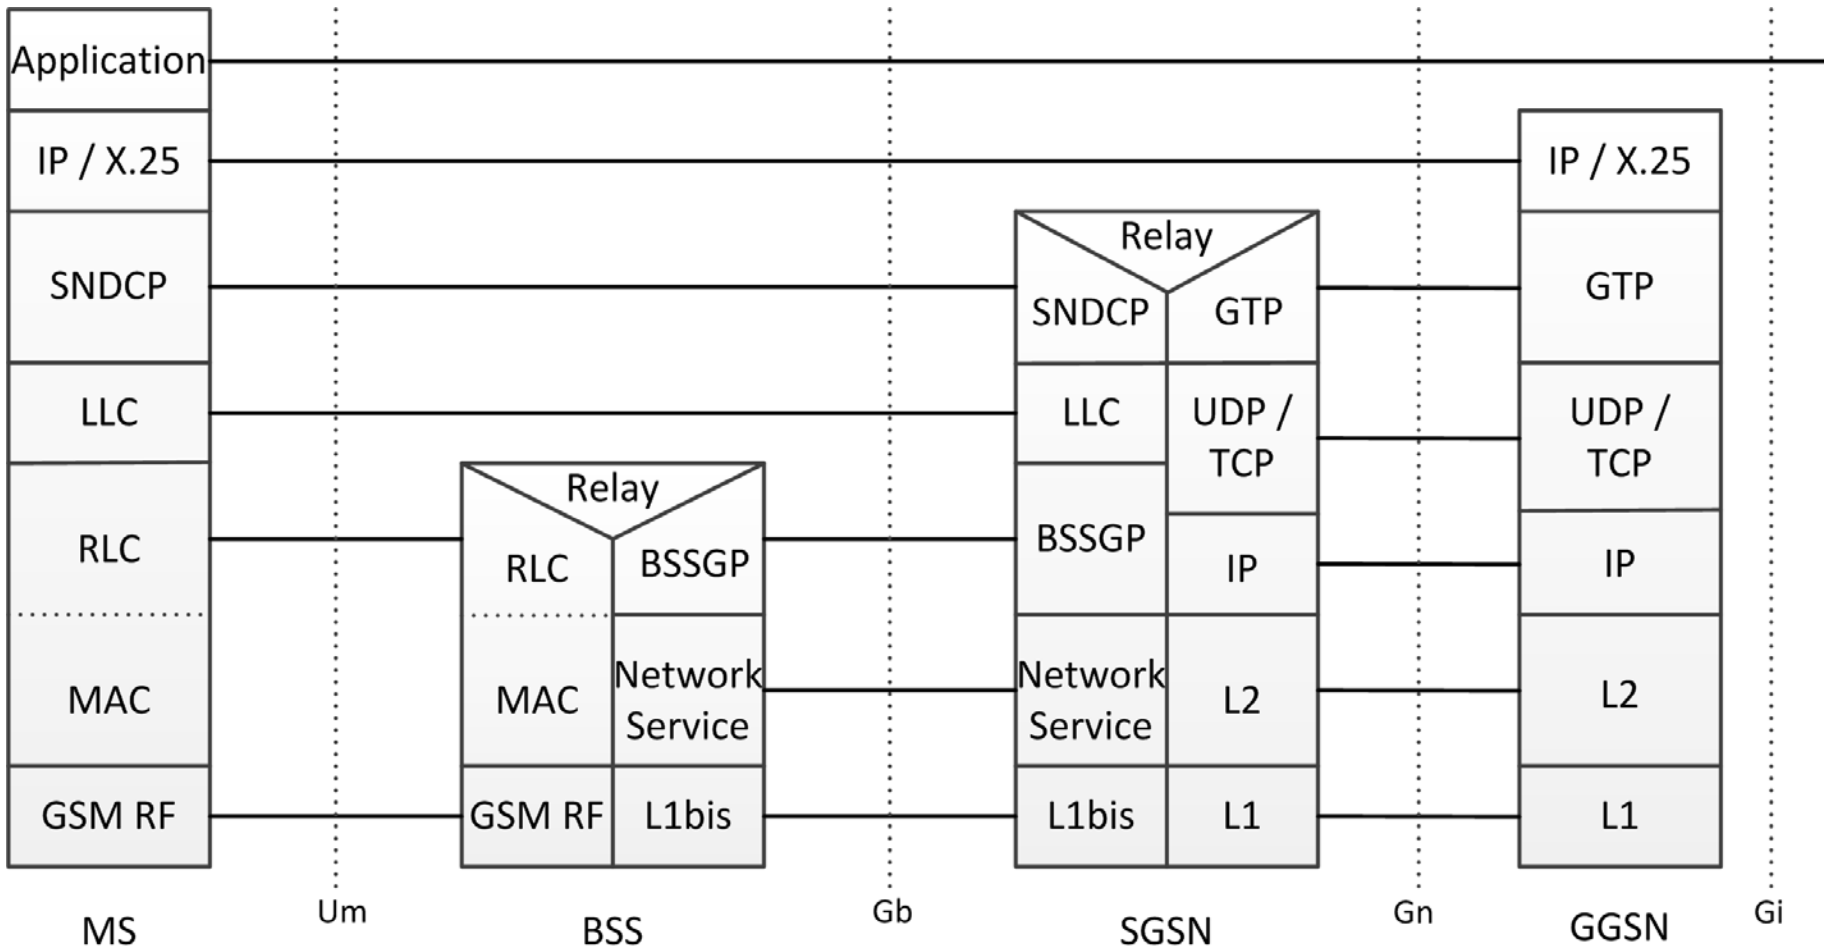 Application
IP / X.25
SNDCP
LLC
RLC
MAC
GSM RF
MS
Um
Relay
RLC
BSSGP
MAC
Network
Service
GSM RF
L1bis
BSS
Gb
Relay
SNDCP
GTP
LLC
UDP /
TCP
BSSGP
IP
Network
Service
L2
L1bis
L1
SGSN
Gn
IP / X.25
GTP
UDP /
TCP
IP
L2
L1
GGSN
Gi